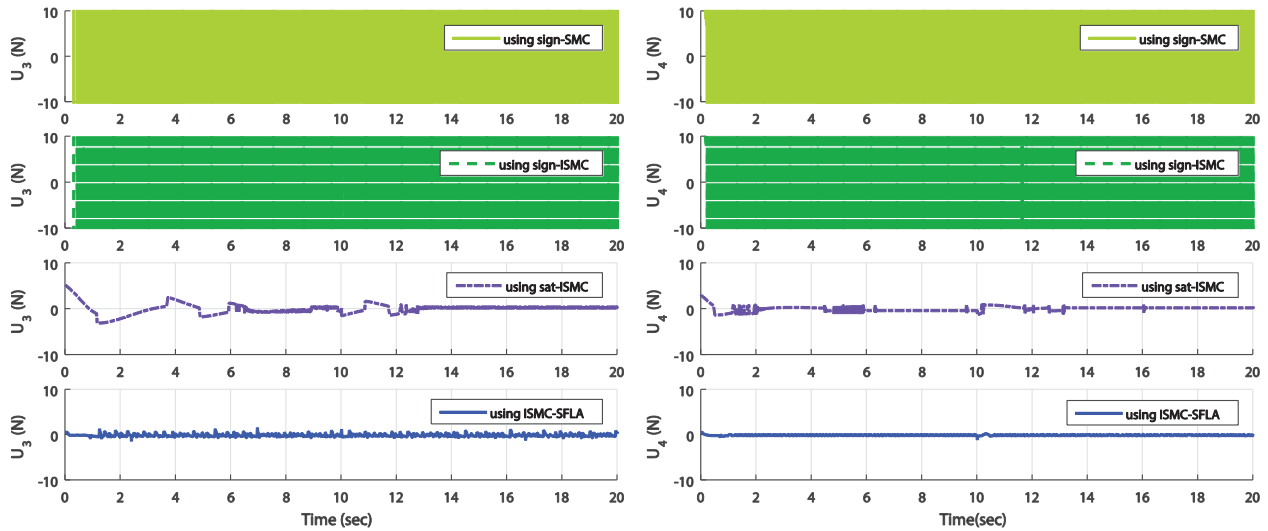 10
0
-10
U3 (N)
using sign-SMC
0 2 4 6 8 10 12 14 16 18 20
10
0
-10
U4 (N)
using sign-SMC
0 2 4 6 8 10 12 14 16 18 20
10
0
-10
U3 (N)
using sign-ISMC
0 2 4 6 8 10 12 14 16 18 20
10
0
-10
U4 (N)
using sign-ISMC
0 2 4 6 8 10 12 14 16 18 20
10
0
-10
U3 (N)
using sat-ISMC
0 2 4 6 8 10 12 14 16 18 20
10
0
-10
U4 (N)
using sat-ISMC
0 2 4 6 8 10 12 14 16 18 20
10
0
-10
U3 (N)
using ISMC-SFLA
0 2 4 6 8 10 12 14 16 18 20
Time (sec)
10
0
-10
U4 (N)
using ISMC-SFLA
0 2 4 6 8 10 12 14 16 18 20
Time(sec)